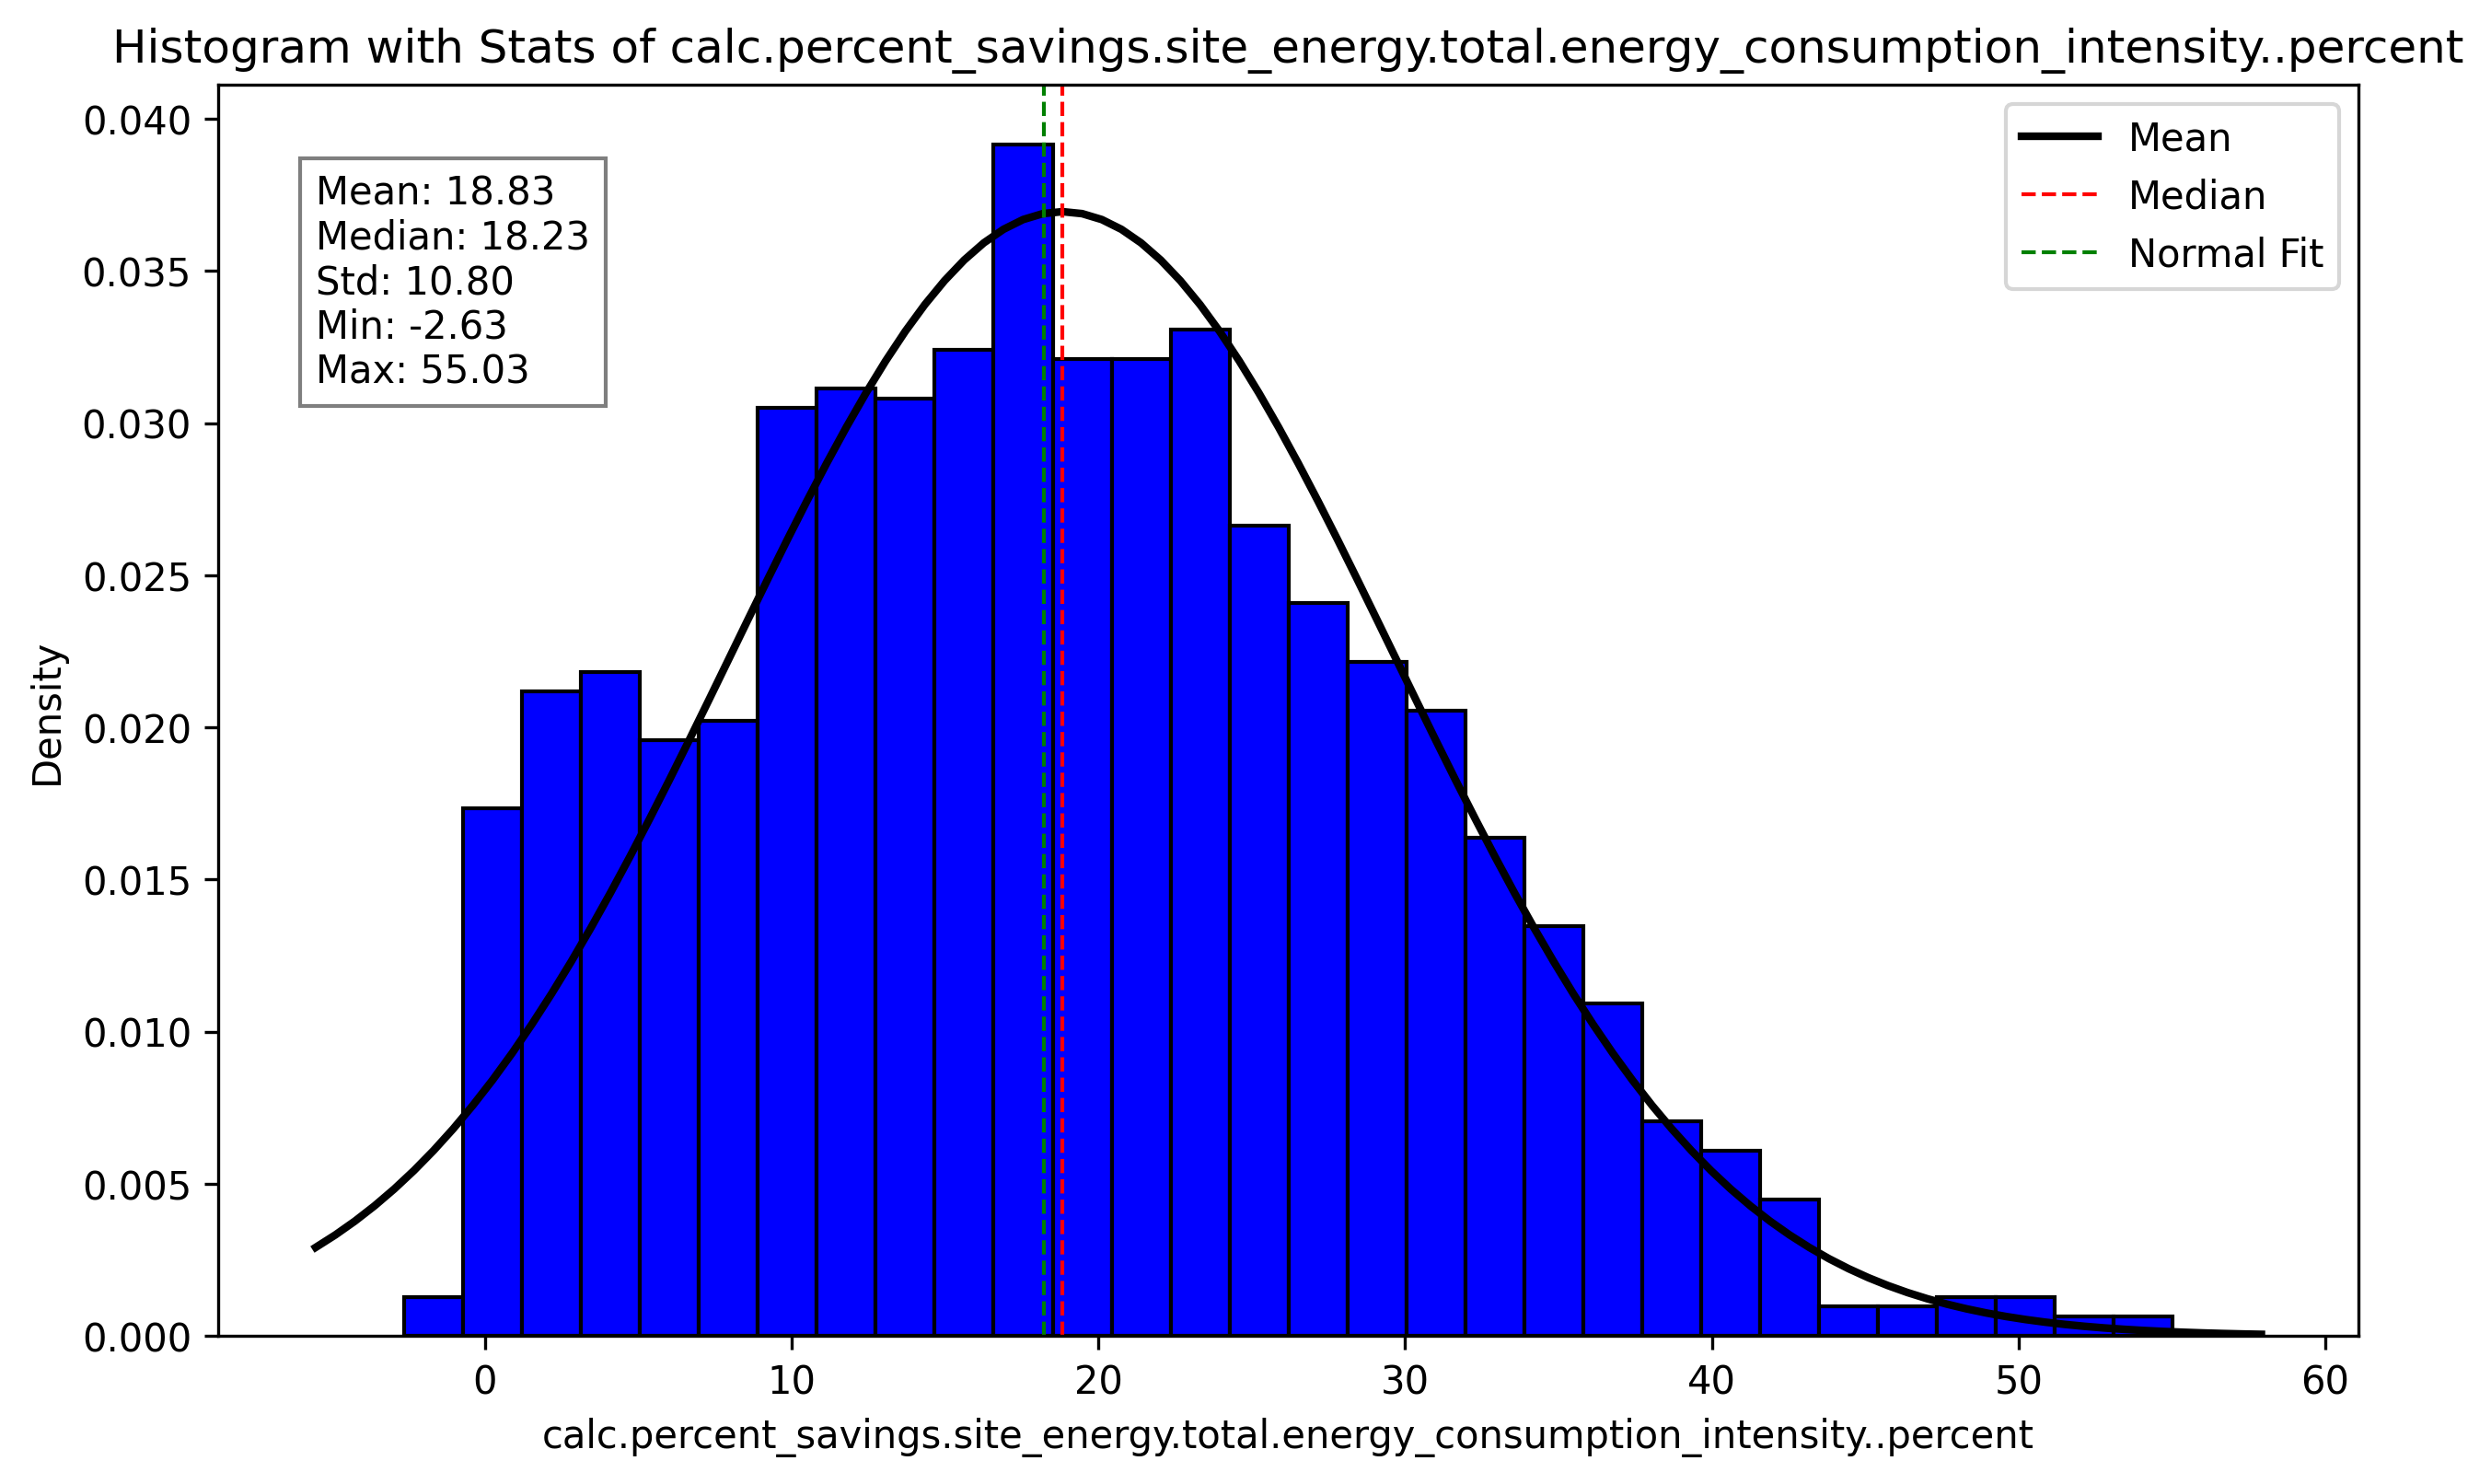 Histogram with Stats of calc.percent_savings.site_energy.total.energy_consumption_intensity..percent
0.040
0.035
0.030
0.025
0.020
0.015
0.010
0.005
0.000
Density
Mean: 18.83
Median: 18.23
Std: 10.80
Min: -2.63
Max: 55.03
Mean
Median
Normal Fit
0 10 20 30 40 50 60
calc.percent_savings.site_energy.total.energy_consumption_intensity..percent